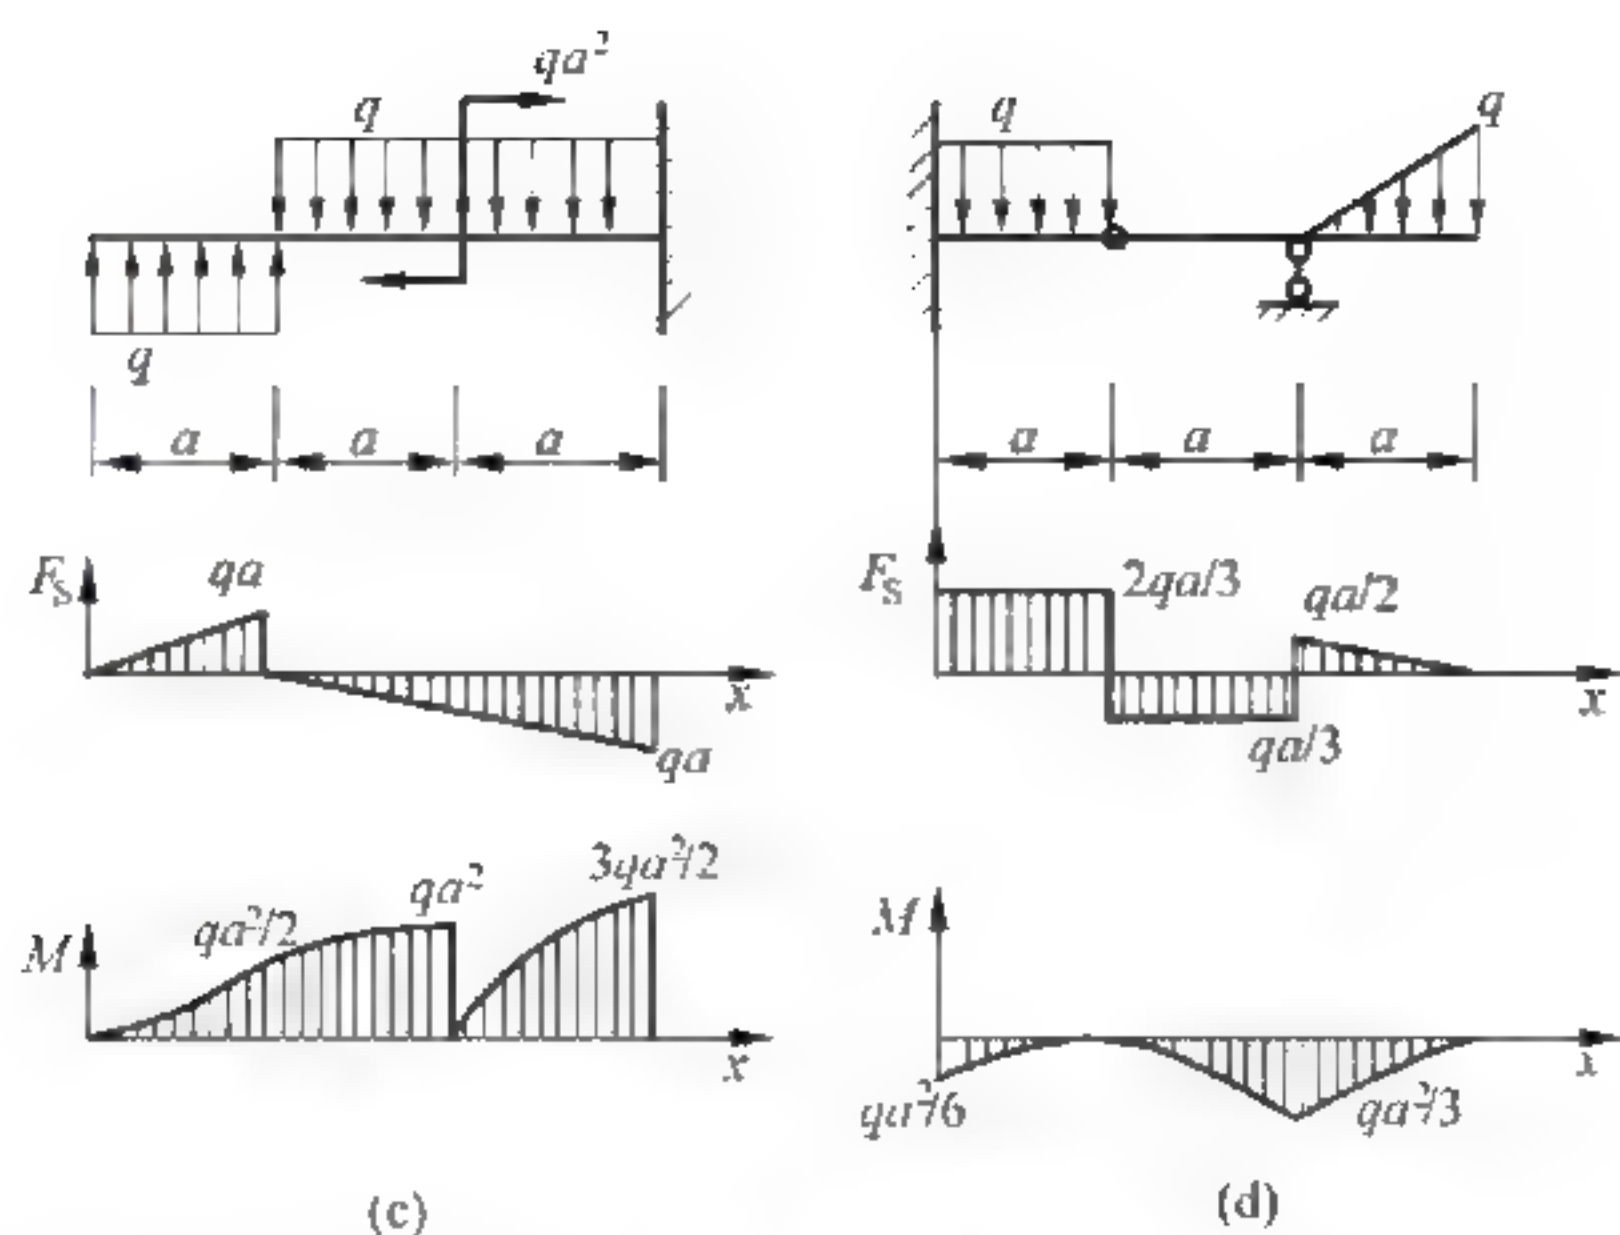 qa²
q
q
q
q
a a a
a a a
F_S qa
x
qa
F_S 2qa/3 qa/2
x
qa/3
M qa²/2 qa² 3qa²/2
x
M
x
qa²/6 qa²/3
(c)
(d)